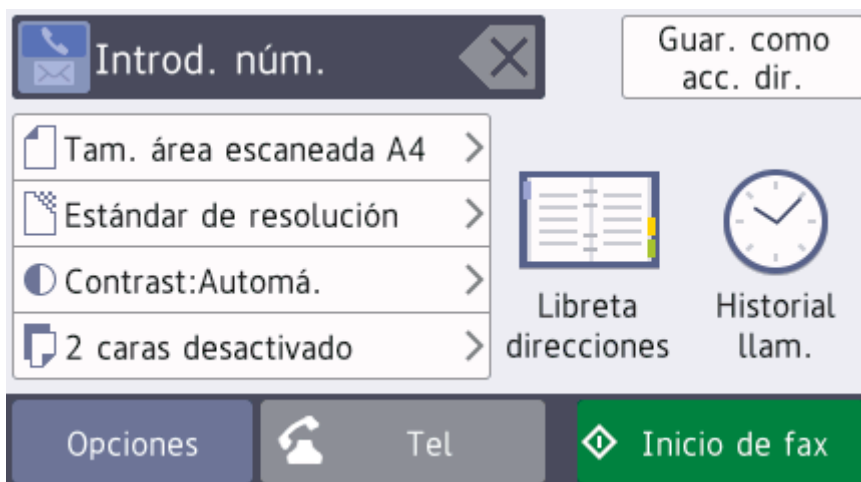 Introd. núm.
Guar. como
acc. dir.
Tam. área escaneada A4
Estándar de resolución
Contrast:Automá.
2 caras desactivado
Libreta
direcciones
Historial
llam.
Opciones
Tel
Inicio de fax